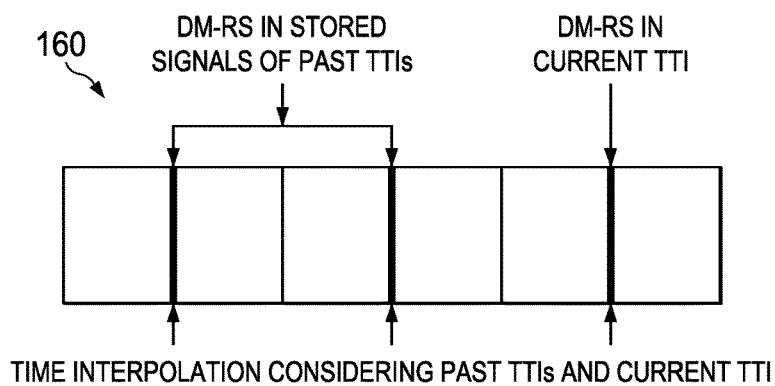 160
DM-RS IN STORED
SIGNALS OF PAST TTIs
DM-RS IN
CURRENT TTI
TIME INTERPOLATION CONSIDERING PAST TTIs AND CURRENT TTI